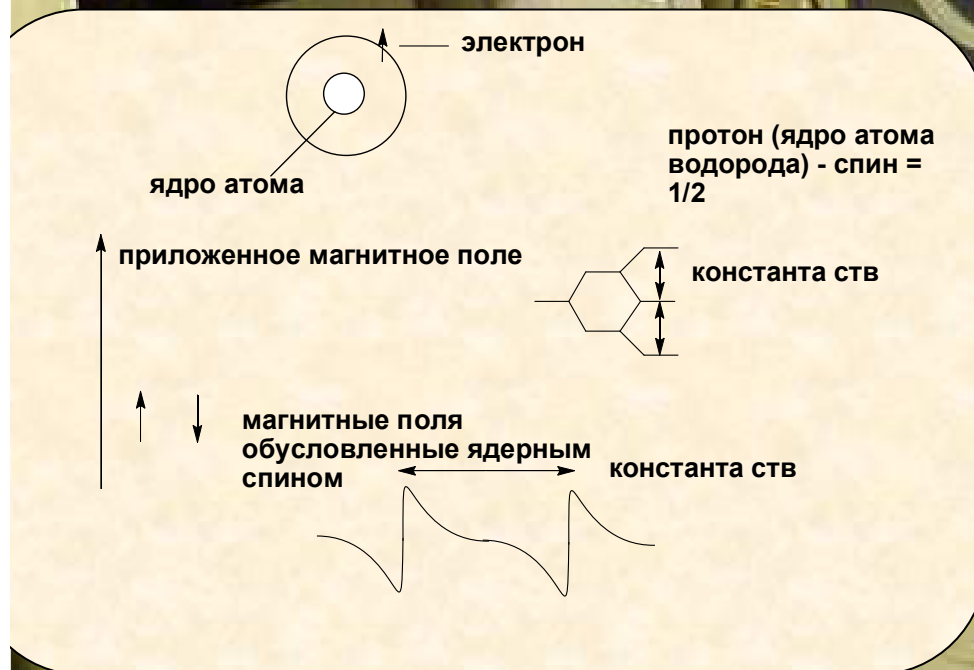 электрон
протон (ядро атома
водорода) - спин =
1/2
ядро атома
приложенное магнитное поле
константа ств
магнитные поля
обусловленные ядерным
спином
константа ств